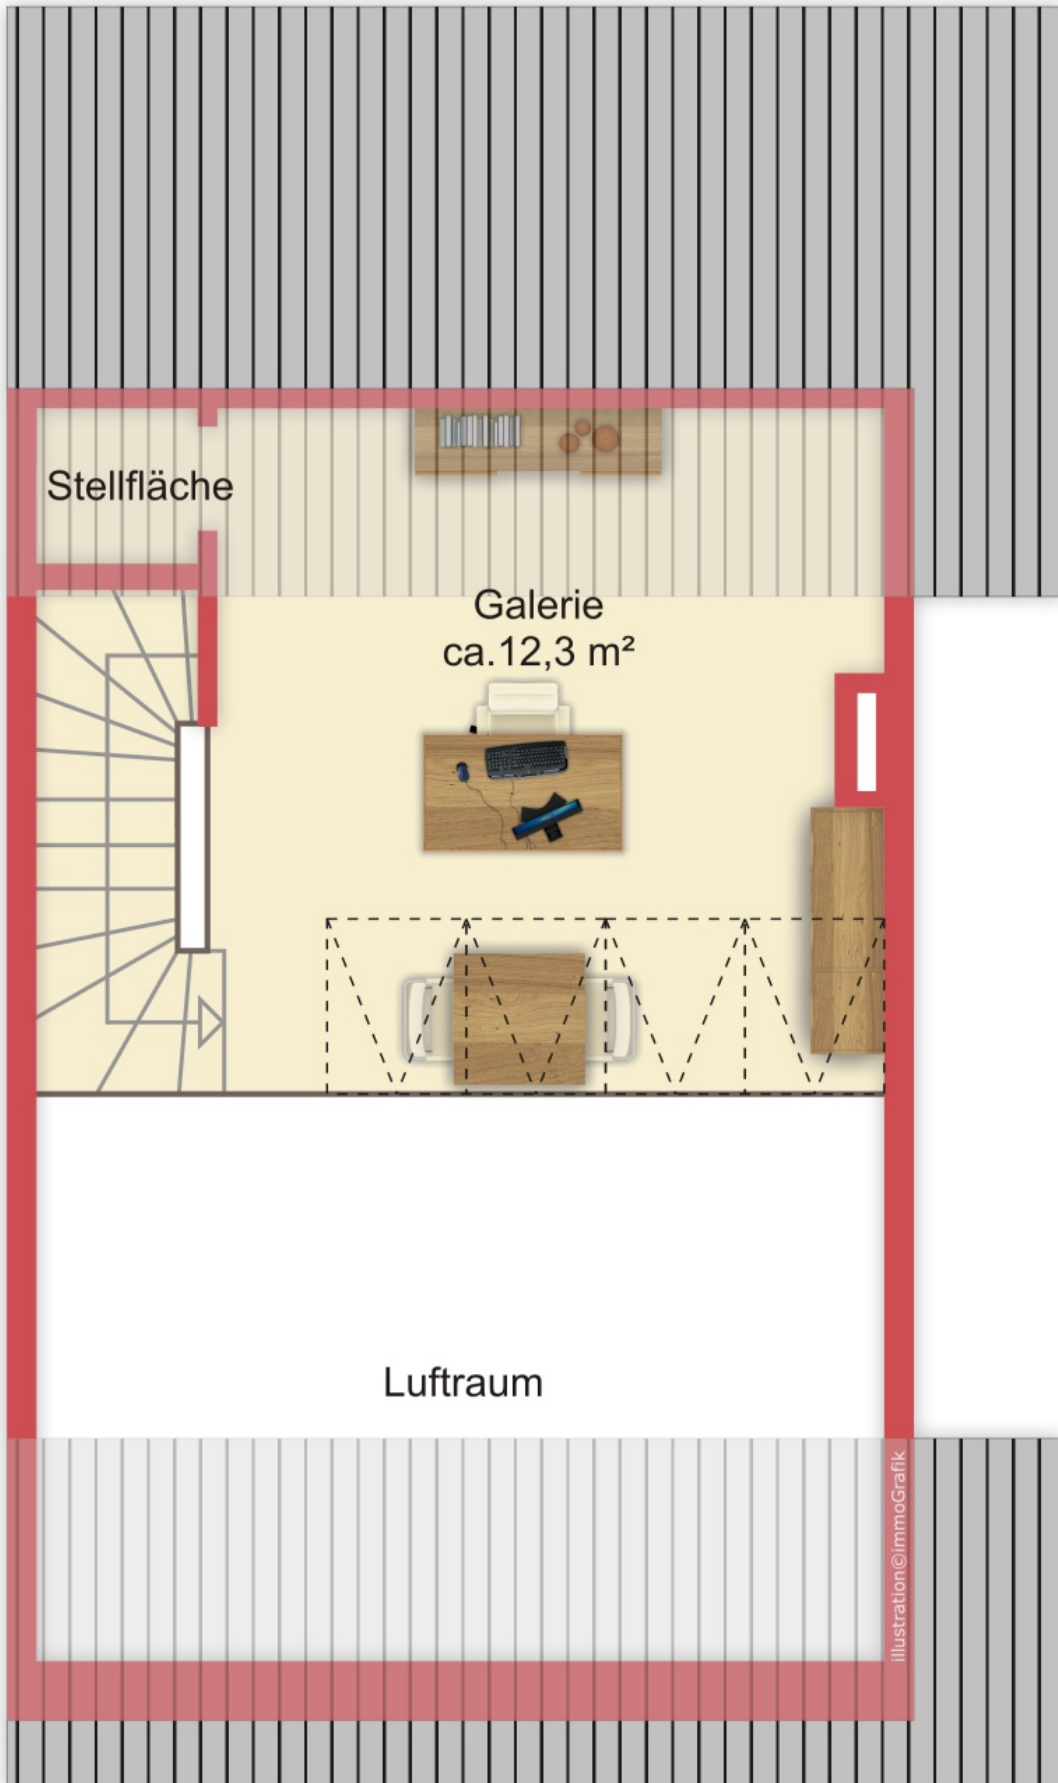 Stellfläche
Galerie
ca.12,3 m²
Luftraum
illustration©immoGrafik